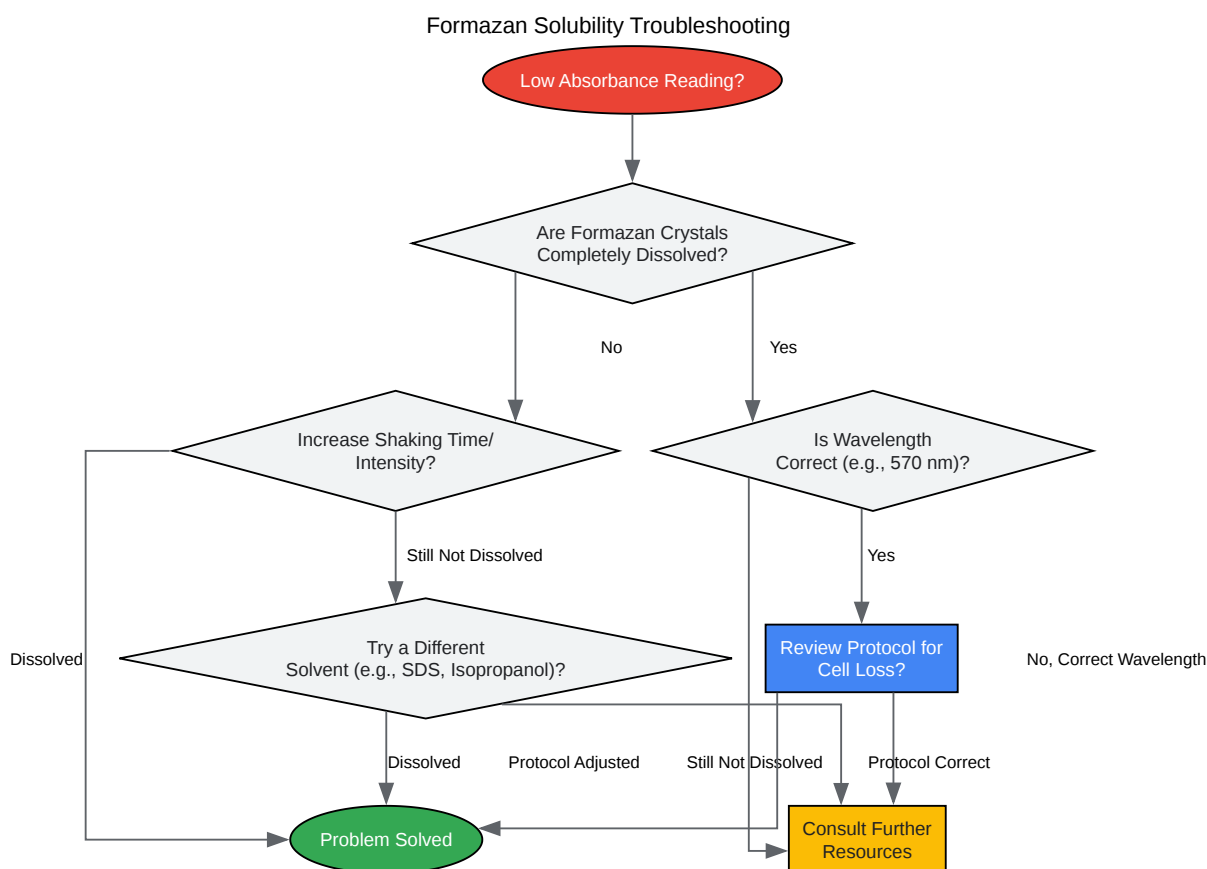 Formazan Solubility Troubleshooting
Low Absorbance Reading?
Are Formazan Crystals
Completely Dissolved?
No
Yes
Increase Shaking Time/
Intensity?
Is Wavelength
Correct (e.g., 570 nm)?
Still Not Dissolved
Yes
Dissolved
Try a Different
Solvent (e.g., SDS, Isopropanol)?
Review Protocol for
Cell Loss?
No, Correct Wavelength
Dissolved
Protocol Adjusted
Still Not Dissolved
Protocol Correct
Problem Solved
Consult Further
Resources